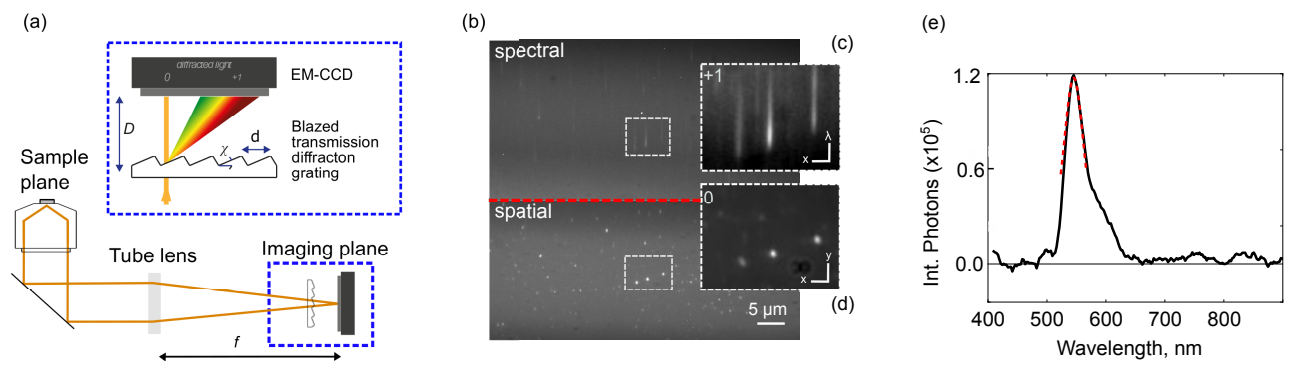 (a)
diffracted light
0
+1
EM-CCD
D
d
χ
Blazed
transmission
diffracton
grating
Sample
plane
Tube lens
Imaging plane
f
(b)
spectral
spatial
5 μm
(c)
+1
λ
x
0
y
x
(d)
(e)
Int. Photons (x10⁵)
1.2
0.6
0.0
400 500 600 700 800
Wavelength, nm